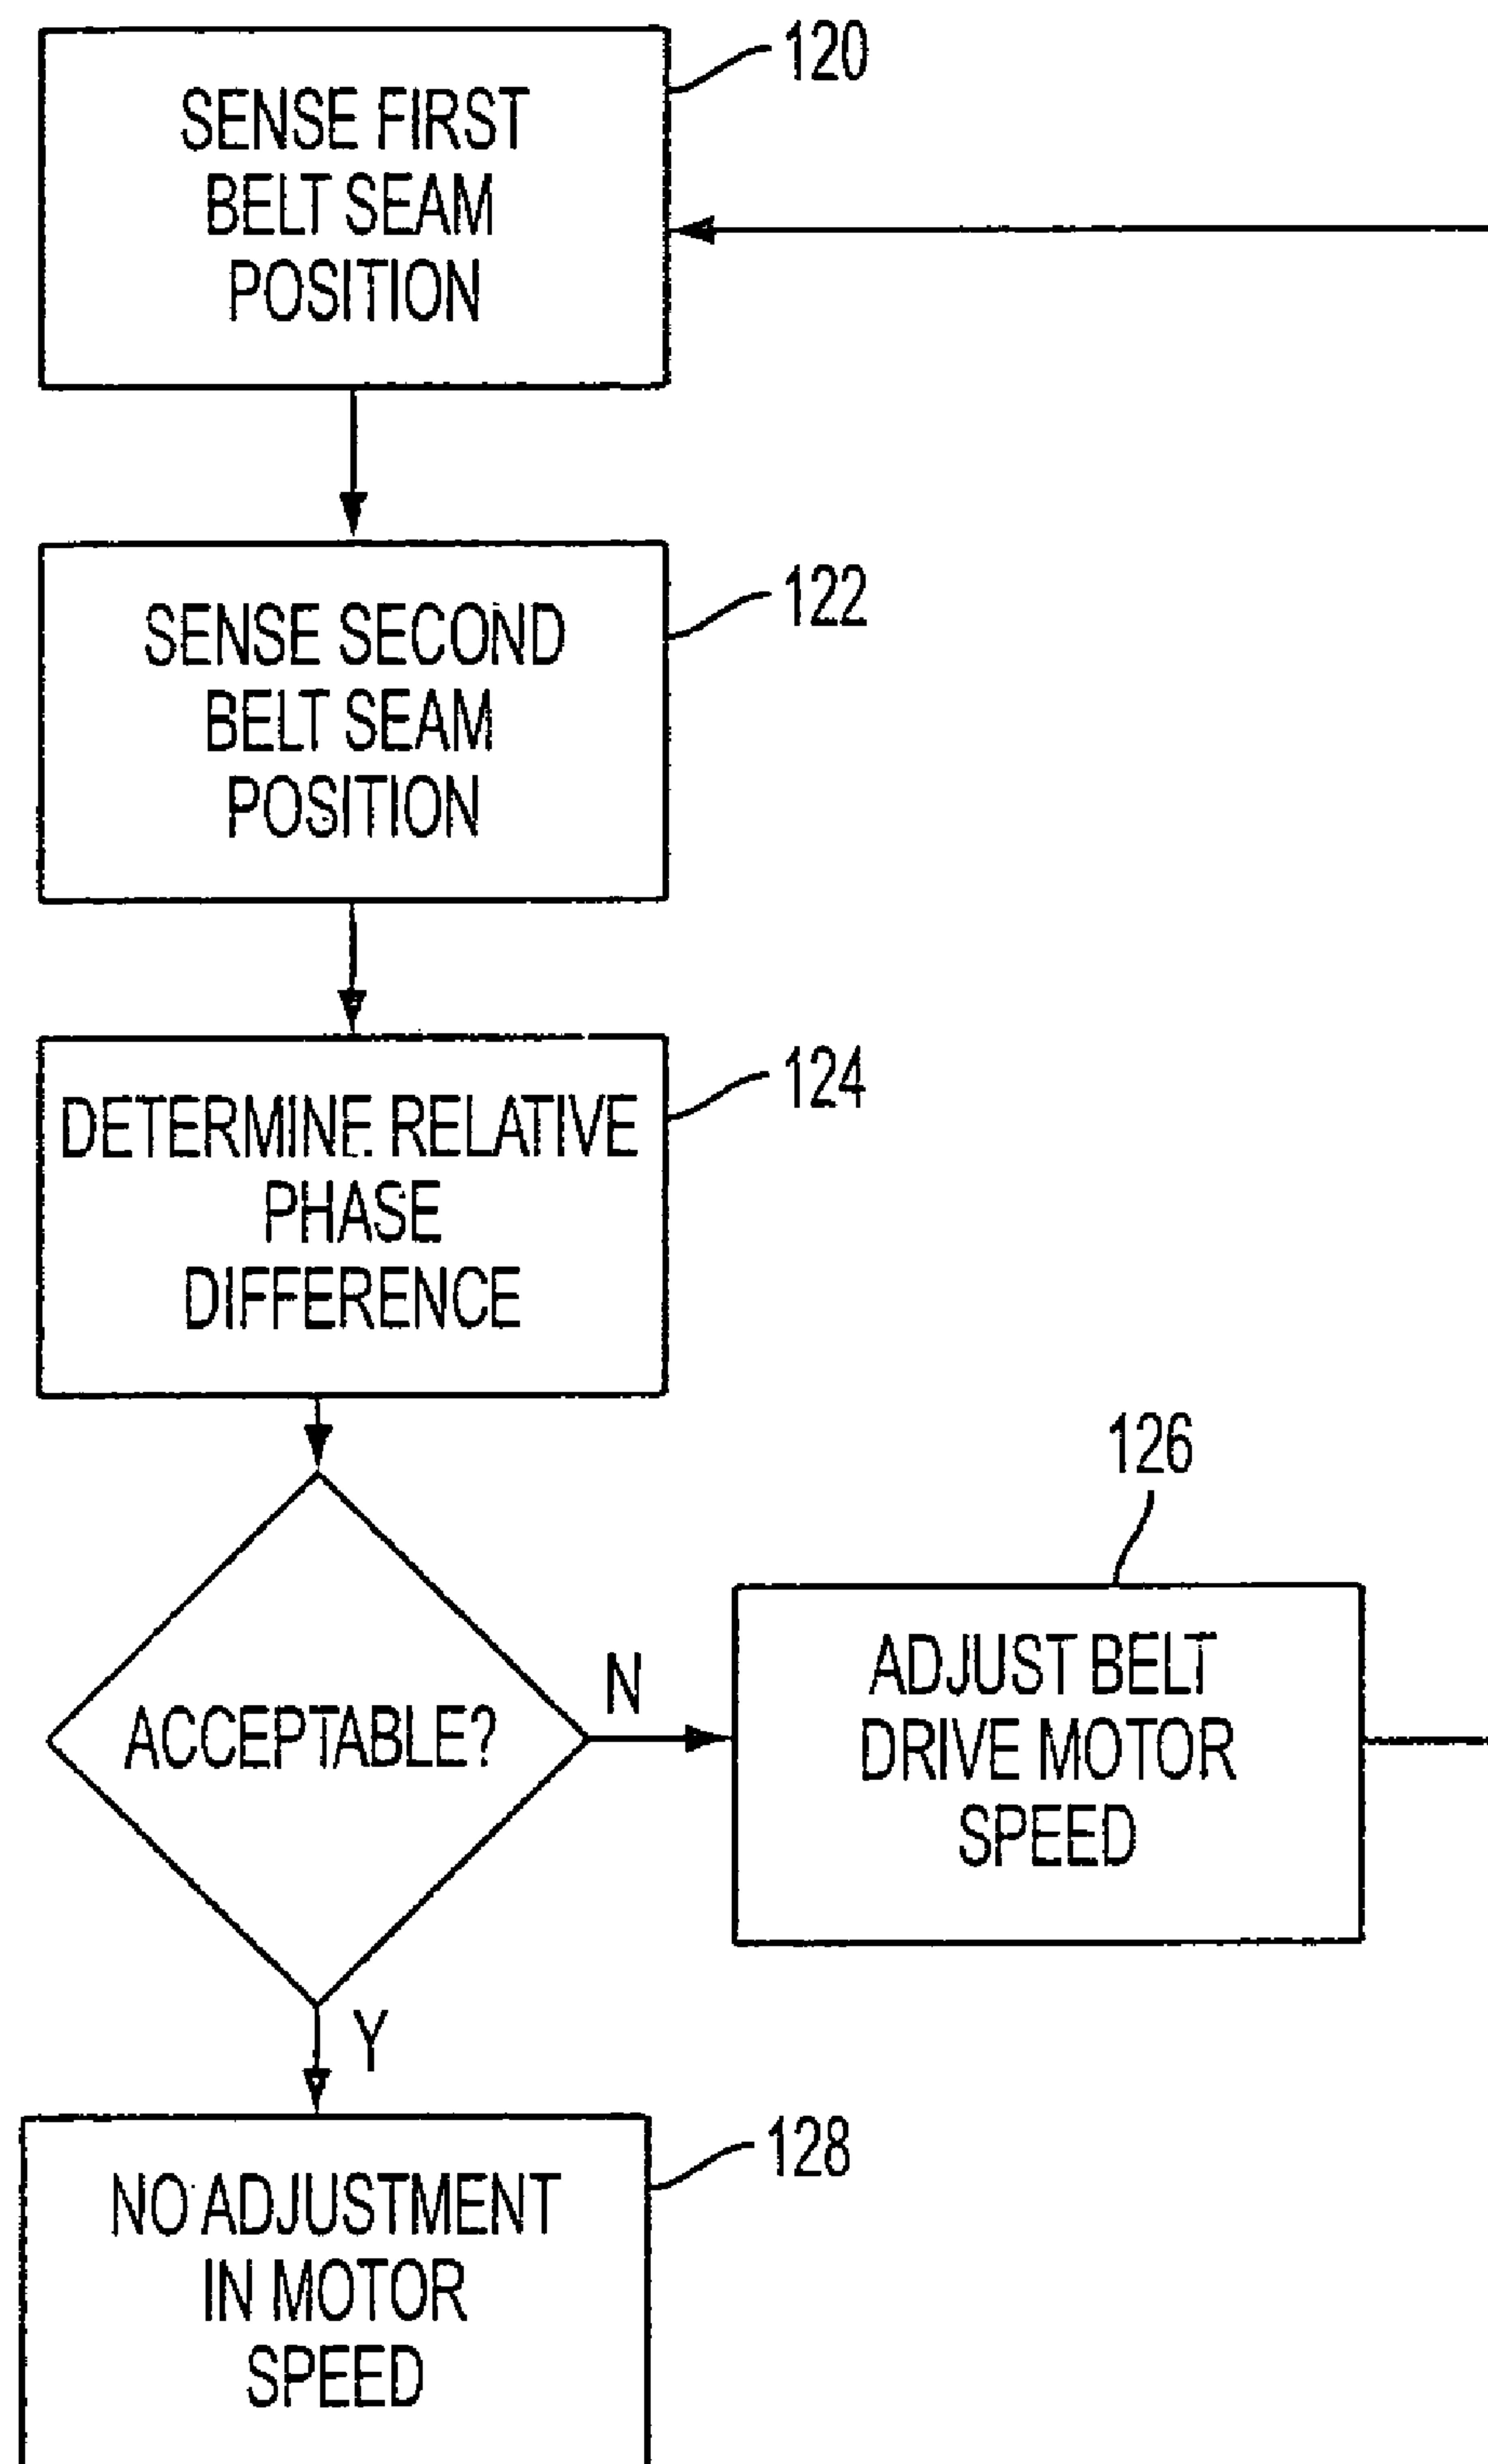 120
SENSE FIRST
BELT SEAM
POSITION
122
SENSE SECOND
BELT SEAM
POSITION
124
DETERMINE RELATIVE
PHASE
DIFFERENCE
126
ACCEPTABLE?
N
ADJUST BELT
DRIVE MOTOR
SPEED
Y
128
NO ADJUSTMENT
IN MOTOR
SPEED